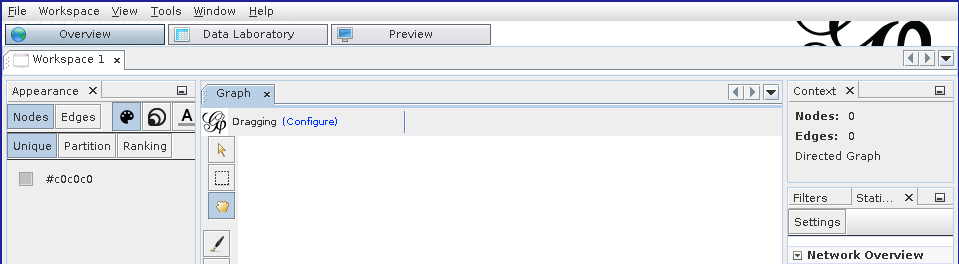 File Workspace View Tools Window Help
Overview Data Laboratory Preview
Workspace 1
Appearance
Nodes Edges A
Unique Partition Ranking
#c0c0c0
Graph
Dragging (Configure)
Context
Nodes: 0
Edges: 0
Directed Graph
Filters Stati...
Settings
Network Overview